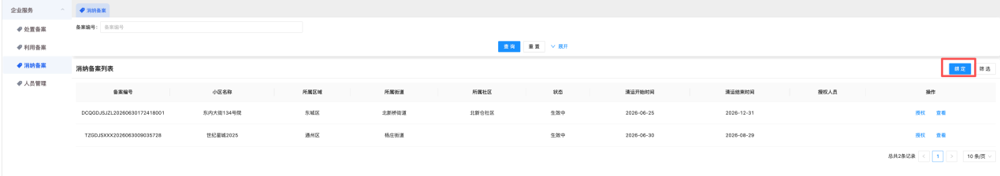 企业服务
消纳备案
处置备案
备案编号： 备案编号
利用备案
查 询 重 置 展开
消纳备案
消纳备案列表 绑 定 筛 选
人员管理
备案编号 小区名称 所属区域 所属街道 所属社区 状态 清运开始时间 清运结束时间 授权人员 操作
DCQGDJSJZL20260630172418001 东内大街134号院 东城区 北新桥街道 北新仓社区 生效中 2026-06-25 2026-12-31 授权 查看
TZGDJSXXX2026063009035728 世纪星城2025 通州区 杨庄街道 生效中 2026-06-30 2026-08-29 授权 查看
总共2条记录 < 1 > 10 条/页